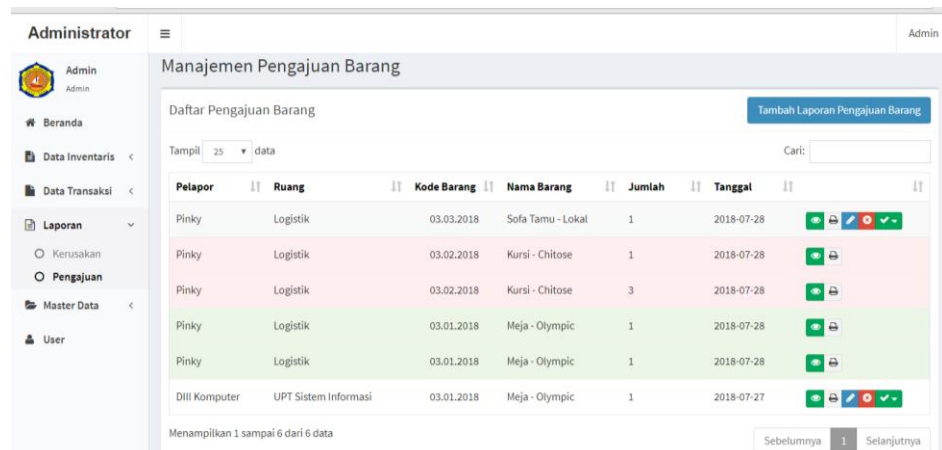 Administrator
Admin
Admin
Admin
Beranda
Data Inventaris
Data Transaksi
Laporan
Kerusakan
Pengajuan
Master Data
User
Manajemen Pengajuan Barang
Daftar Pengajuan Barang
Tambah Laporan Pengajuan Barang
Tampil 25 data
Cari:
Pelapor Ruang Kode Barang Nama Barang Jumlah Tanggal
Pinky Logistik 03.03.2018 Sofa Tamu - Lokal 1 2018-07-28
Pinky Logistik 03.02.2018 Kursi - Chitose 1 2018-07-28
Pinky Logistik 03.02.2018 Kursi - Chitose 3 2018-07-28
Pinky Logistik 03.01.2018 Meja - Olympic 1 2018-07-28
Pinky Logistik 03.01.2018 Meja - Olympic 1 2018-07-28
DIII Komputer UPT Sistem Informasi 03.01.2018 Meja - Olympic 1 2018-07-27
Menampilkan 1 sampai 6 dari 6 data
Sebelumnya 1 Selanjutnya